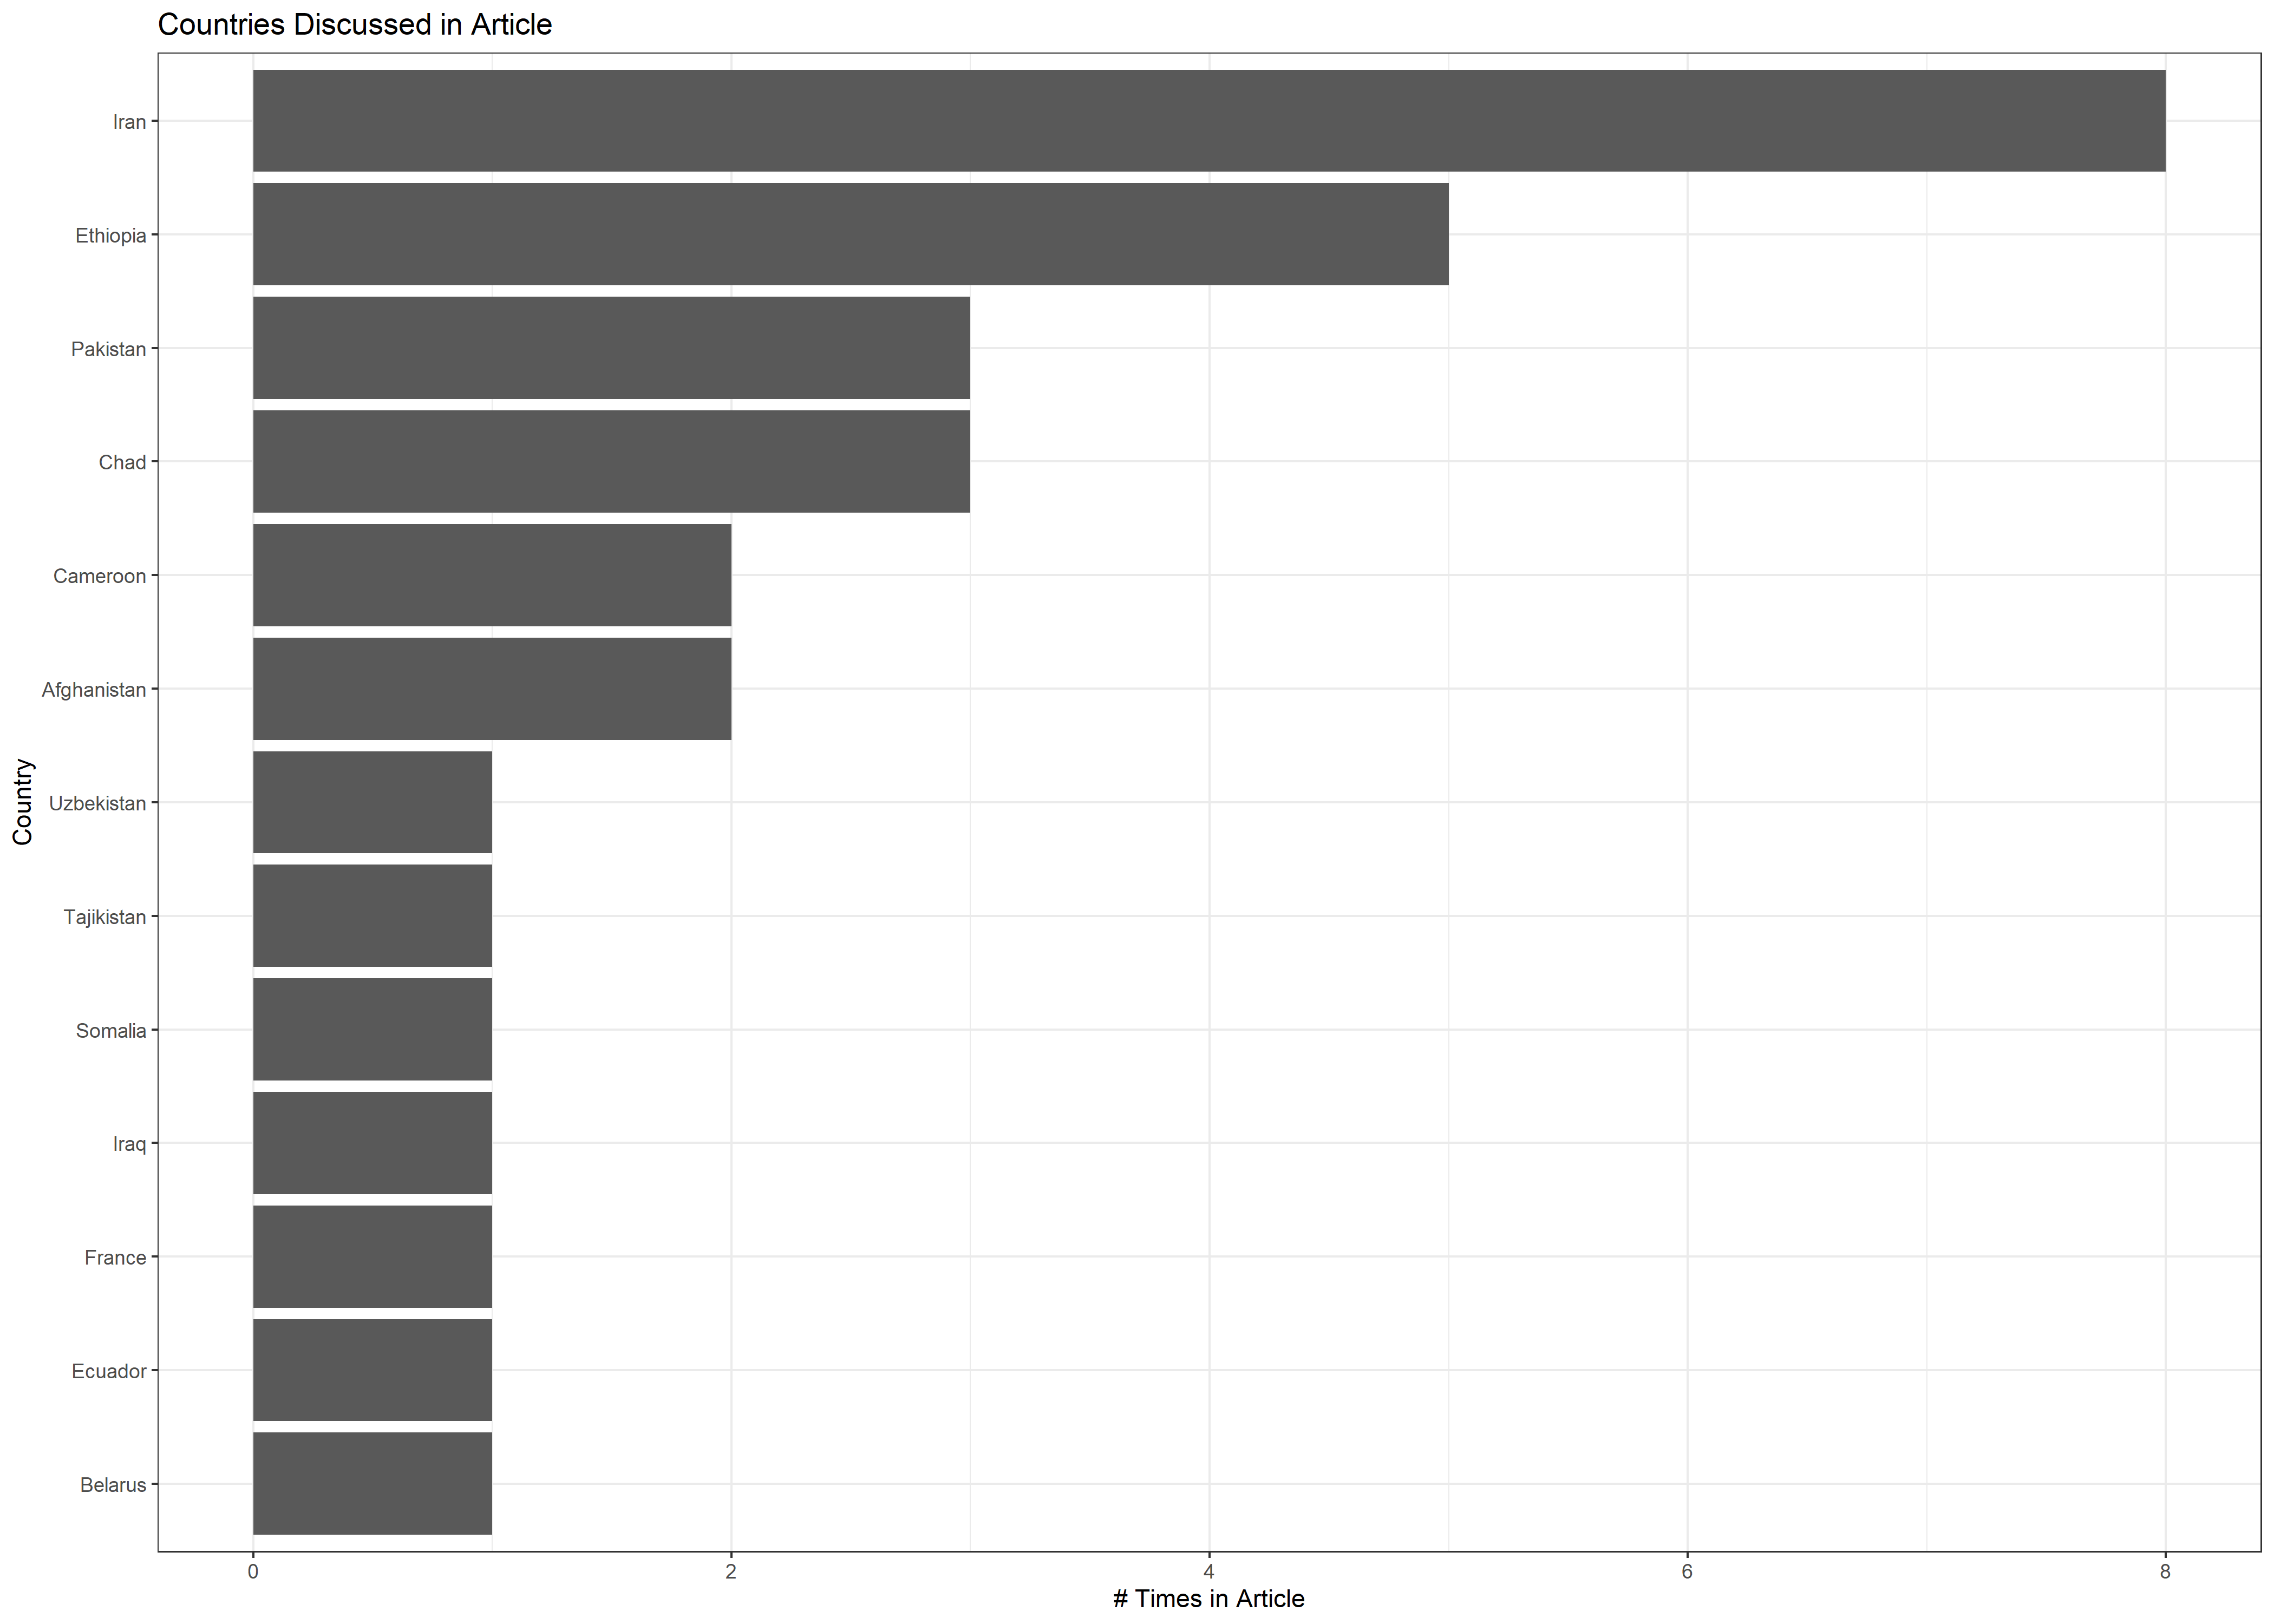 Countries Discussed in Article
Iran
Ethiopia
Pakistan
Chad
Cameroon
Afghanistan
Uzbekistan
Tajikistan
Somalia
Iraq
France
Ecuador
Belarus
Country
0 2 4 6 8
# Times in Article